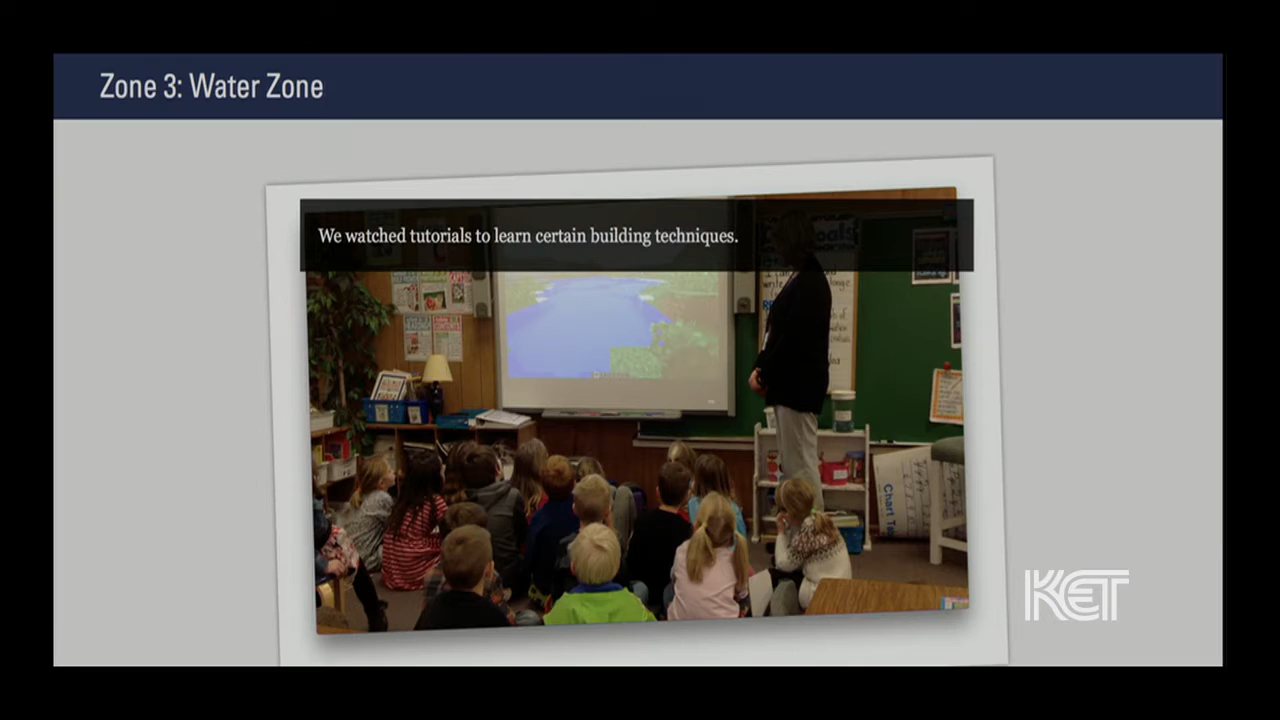 Zone 3: Water Zone
We watched tutorials to learn certain building techniques.
KET